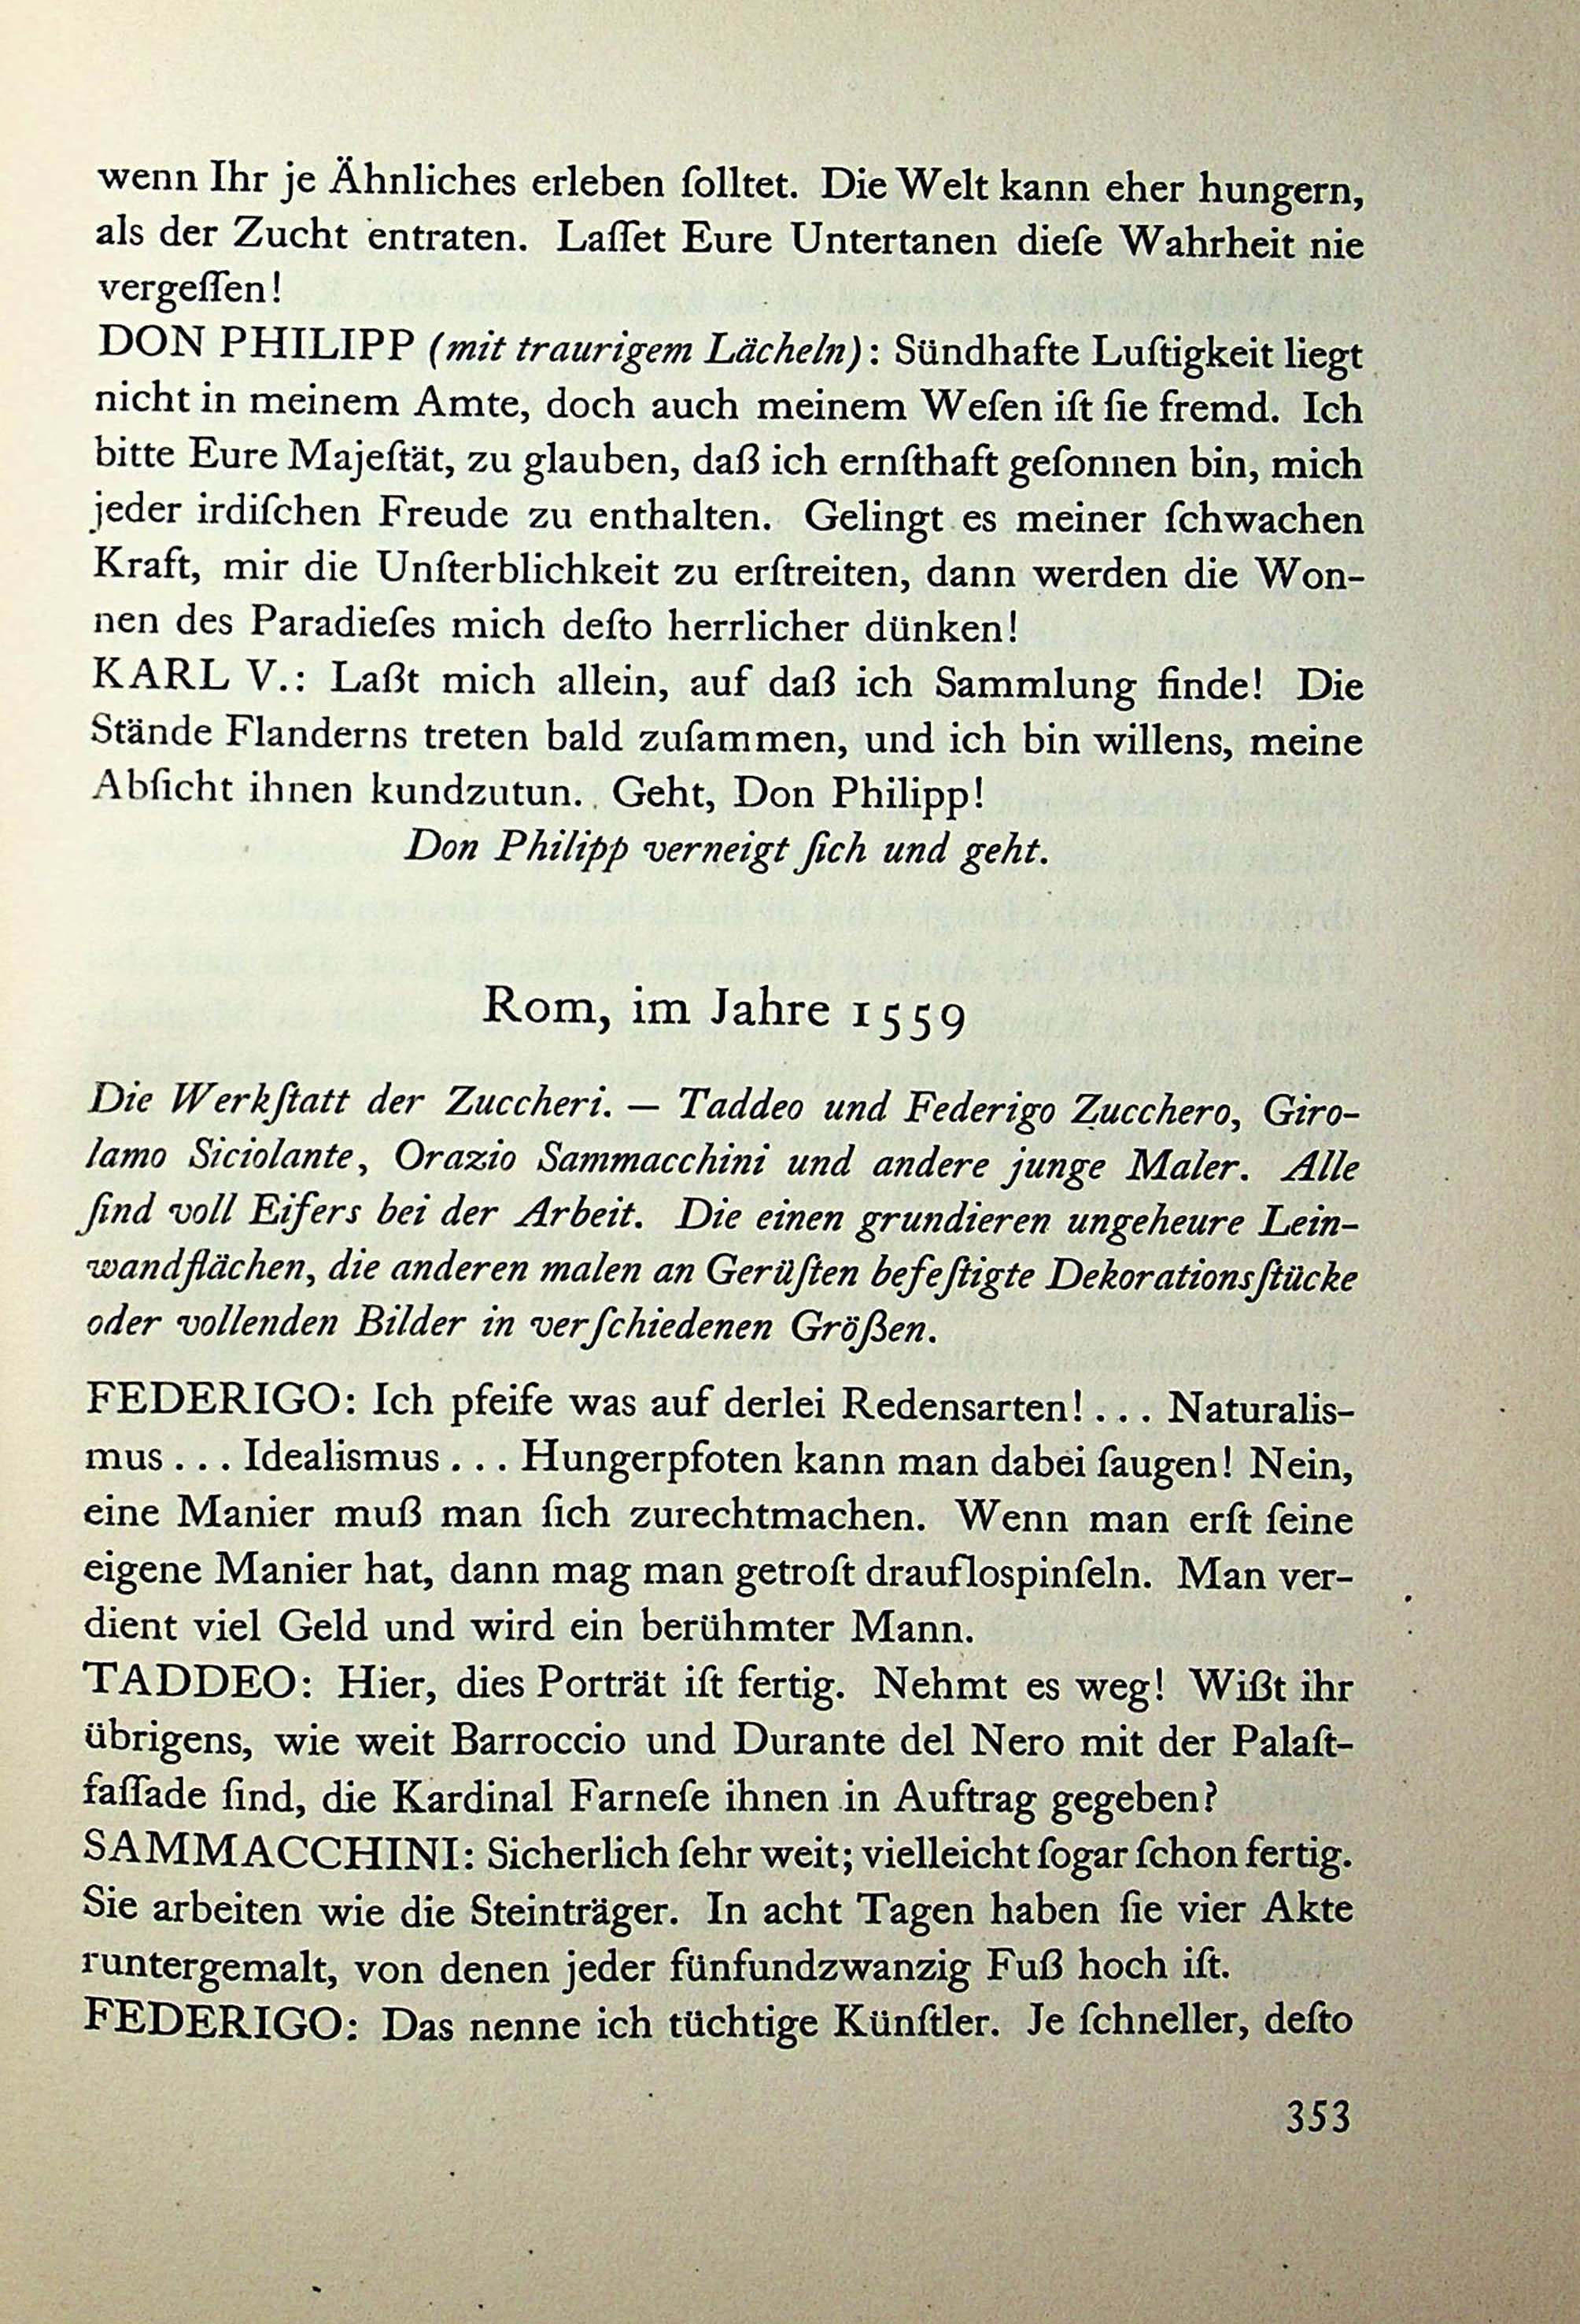 wenn Ihr je Ähnliches erleben ſolltet. Die Welt kann eher hungern,
als der Zucht entraten. Laſſet Eure Untertanen dieſe Wahrheit nie
vergeſſen!
DON PHILIPP (mit traurigem Lächeln): Sündhafte Luſtigkeit liegt
nicht in meinem Amte, doch auch meinem Weſen iſt ſie fremd. Ich
bitte Eure Majeſtät, zu glauben, daß ich ernſthaft geſonnen bin, mich
jeder irdiſchen Freude zu enthalten. Gelingt es meiner ſchwachen
Kraft, mir die Unſterblichkeit zu erſtreiten, dann werden die Won-
nen des Paradieſes mich deſto herrlicher dünken!
KARL V.: Laßt mich allein, auf daß ich Sammlung finde! Die
Stände Flanderns treten bald zuſammen, und ich bin willens, meine
Abſicht ihnen kundzutun. Geht, Don Philipp!
Don Philipp verneigt ſich und geht.
Rom, im Jahre 1559
Die Werkſtatt der Zuccheri. — Taddeo und Federigo Zucchero, Giro-
lamo Siciolante, Orazio Sammacchini und andere junge Maler. Alle
ſind voll Eifers bei der Arbeit. Die einen grundieren ungeheure Lein-
wandflächen, die anderen malen an Gerüſten befeſtigte Dekorationsſtücke
oder vollenden Bilder in verſchiedenen Größen.
FEDERIGO: Ich pfeife was auf derlei Redensarten! ... Naturalis-
mus ... Idealismus ... Hungerpfoten kann man dabei ſaugen! Nein,
eine Manier muß man ſich zurechtmachen. Wenn man erſt ſeine
eigene Manier hat, dann mag man getroſt drauflospinſeln. Man ver-
dient viel Geld und wird ein berühmter Mann.
TADDEO: Hier, dies Porträt iſt fertig. Nehmt es weg! Wißt ihr
übrigens, wie weit Barroccio und Durante del Nero mit der Palaſt-
faſſade ſind, die Kardinal Farneſe ihnen in Auftrag gegeben?
SAMMACCHINI: Sicherlich ſehr weit; vielleicht ſogar ſchon fertig.
Sie arbeiten wie die Steinträger. In acht Tagen haben ſie vier Akte
runtergemalt, von denen jeder fünfundzwanzig Fuß hoch iſt.
FEDERIGO: Das nenne ich tüchtige Künſtler. Je ſchneller, deſto
353